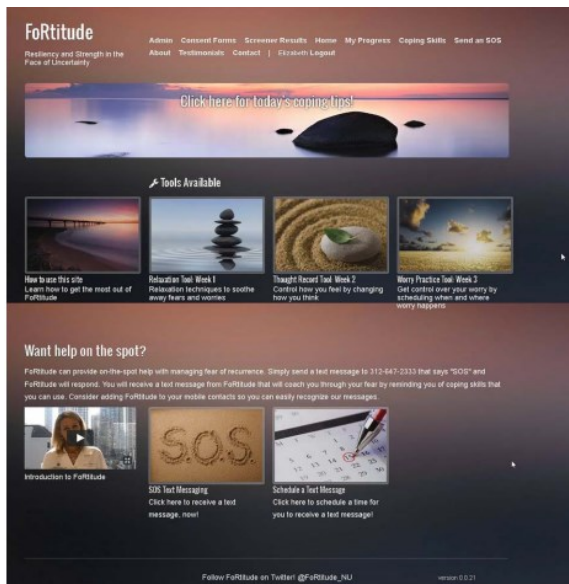 FoRtitude
Resiliency and Strength in the
Face of Uncertainty
Admin Consent Forms Screener Results Home My Progress Coping Skills Send an SOS
About Testimonials Contact | Elizabeth Logout
Click here for today's coping tips!
Tools Available
How to use this site
Learn how to get the most out of
FoRtitude
Relaxation Tool: Week 1
Relaxation techniques to soothe
away fears and worries
Thought Record Tool: Week 2
Control how you feel by changing
how you think
Worry Practice Tool: Week 3
Get control over your worry by
scheduling when and where
worry happens
Want help on the spot?
FoRtitude can provide on-the-spot help with managing fear of recurrence. Simply send a text message to 312-847-2333 that says "SOS" and
FoRtitude will respond. You will receive a text message from FoRtitude that will coach you through your fear by reminding you of coping skills that
you can use. Consider adding FoRtitude to your mobile contacts so you can easily recognize our messages.
Introduction to FoRtitude
S.O.S.
SOS Text Messaging
Click here to receive a text
message, now!
Schedule a Text Message
Click here to schedule a time for
you to receive a text message!
Follow FoRtitude on Twitter! @FoRtitude_NU
version 0.0.21